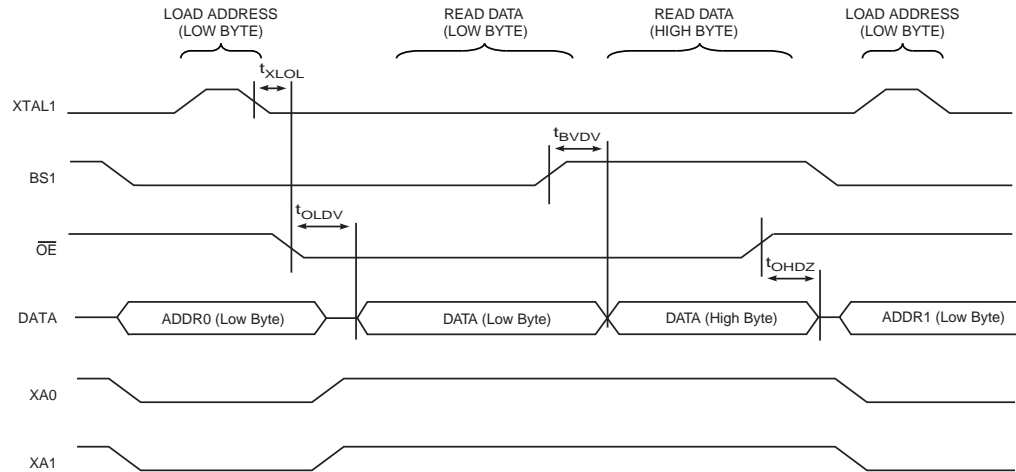 LOAD ADDRESS
(LOW BYTE)
READ DATA
(LOW BYTE)
READ DATA
(HIGH BYTE)
LOAD ADDRESS
(LOW BYTE)
tXLOL
XTAL1
tBVDV
BS1
tOLDV
OE
tOHDZ
DATA
ADDR0 (Low Byte)
DATA (Low Byte)
DATA (High Byte)
ADDR1 (Low Byte)
XA0
XA1